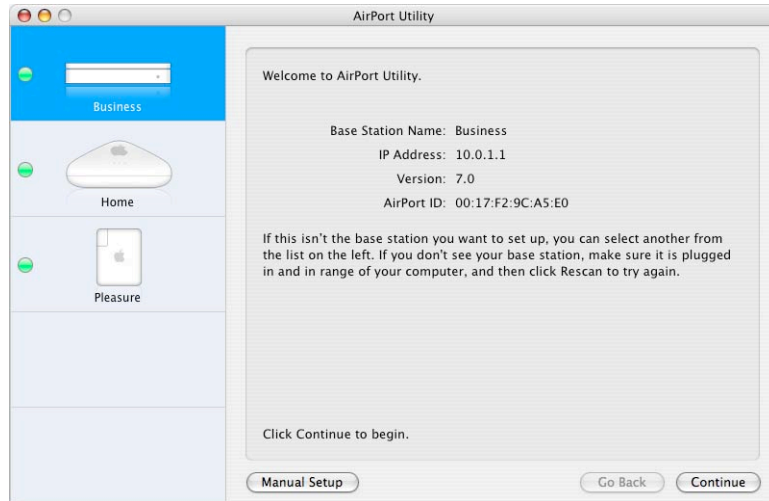 AirPort Utility
Business
Home
Pleasure
Welcome to AirPort Utility.
Base Station Name: Business
IP Address: 10.0.1.1
Version: 7.0
AirPort ID: 00:17:F2:9C:A5:E0
If this isn't the base station you want to set up, you can select another from
the list on the left. If you don't see your base station, make sure it is plugged
in and in range of your computer, and then click Rescan to try again.
Click Continue to begin.
Manual Setup
Go Back
Continue